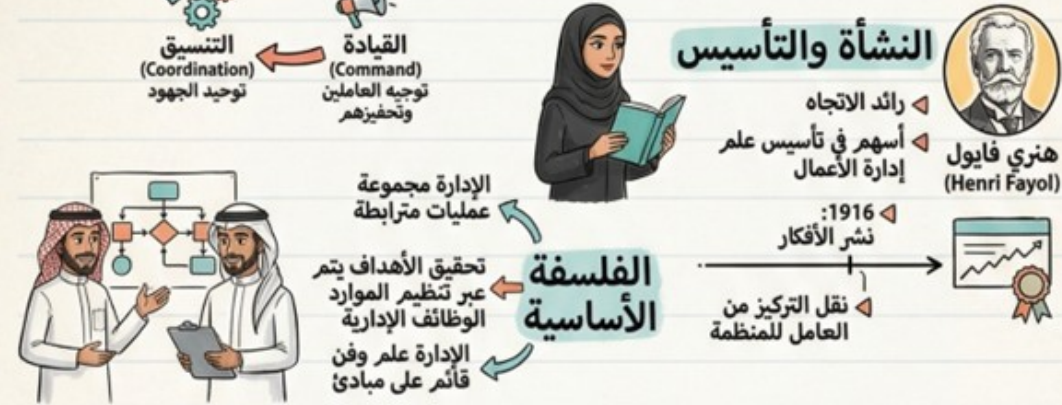 النشأة والتأسيس
رائد الاتجاه
أسهم في تأسيس علم
إدارة الأعمال
هنري فايول
(Henri Fayol)
1916:
نشر الأفكار
نقل التركيز من
العامل للمنظمة
القيادة
(Command)
توجيه العاملين
وتحفيزهم
التنسيق
(Coordination)
توحيد الجهود
الفلسفة
الأساسية
الإدارة مجموعة
عمليات مترابطة
تحقيق الأهداف يتم
عبر تنظيم الموارد
الوظائف الإدارية
الإدارة علم وفن
قائم على مبادئ